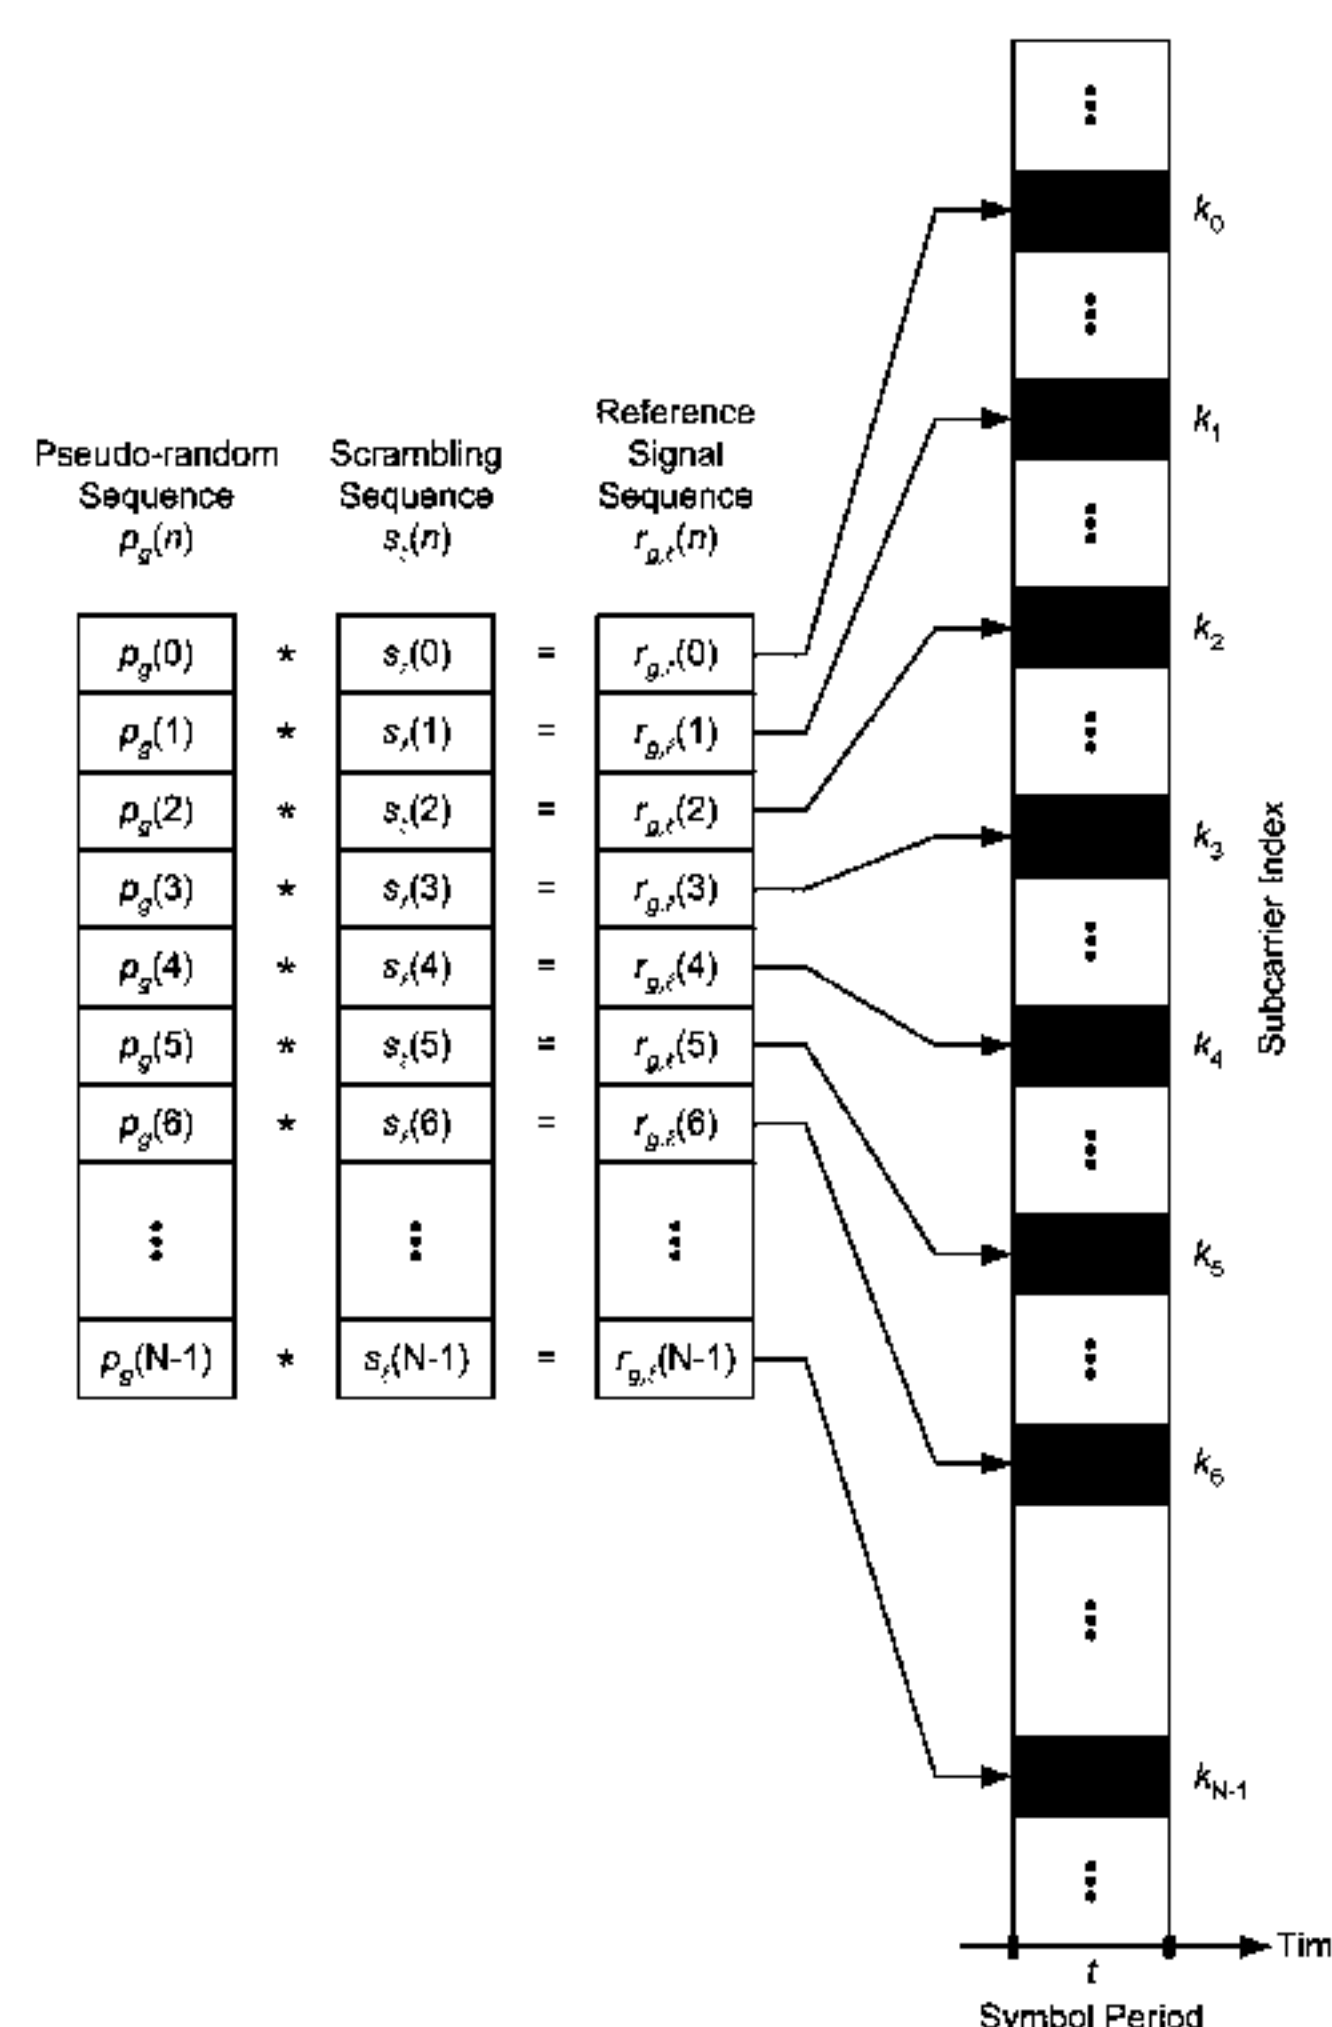 Reference
Pseudo-random Scrambling Signal
Sequence Sequence Sequence
p_g(n) s_t(n) r_g,t(n)
p_g(0) * s_t(0) = r_g,t(0)
p_g(1) * s_t(1) = r_g,t(1)
p_g(2) * s_t(2) = r_g,t(2)
p_g(3) * s_t(3) = r_g,t(3)
p_g(4) * s_t(4) = r_g,t(4)
p_g(5) * s_t(5) = r_g,t(5)
p_g(6) * s_t(6) = r_g,t(6)
p_g(N-1) * s_t(N-1) = r_g,t(N-1)
k_0
k_1
k_2
k_3
k_4
k_5
k_6
k_N-1
Subcarrier Index
Tim
t
Symbol Period